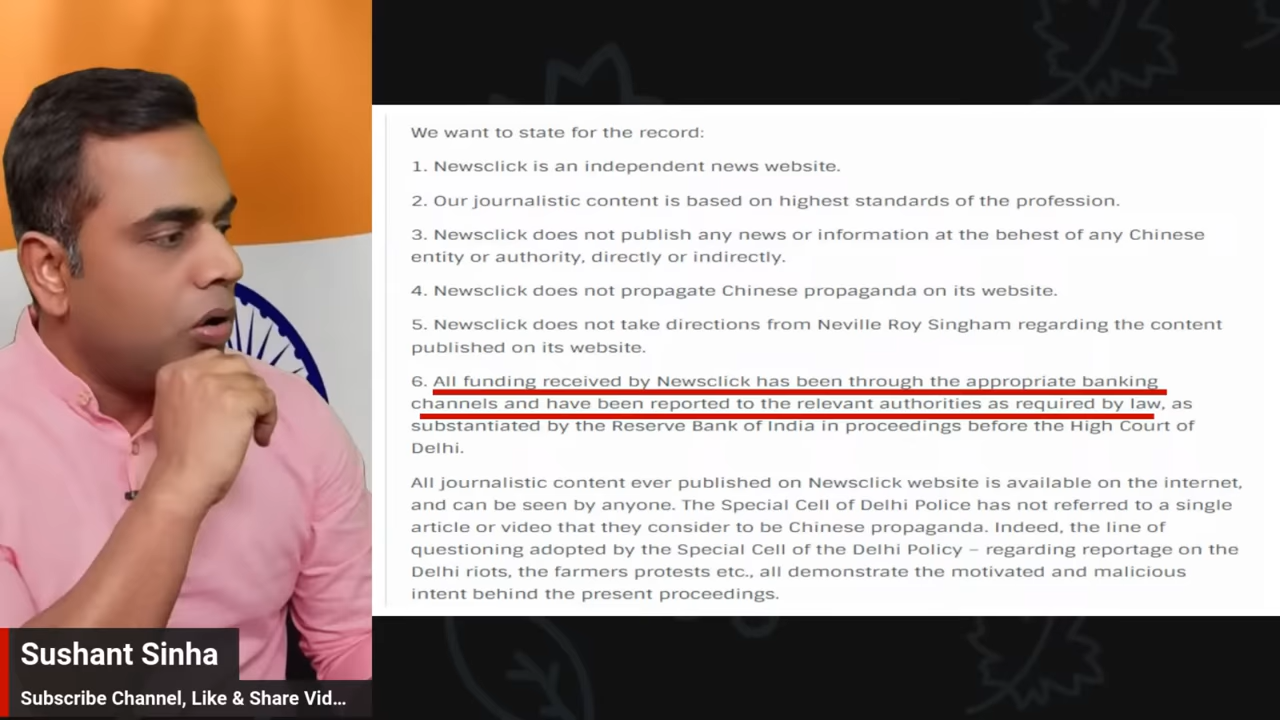 We want to state for the record:
1. Newsclick is an independent news website.
2. Our journalistic content is based on highest standards of the profession.
3. Newsclick does not publish any news or information at the behest of any Chinese
entity or authority, directly or indirectly.
4. Newsclick does not propagate Chinese propaganda on its website.
5. Newsclick does not take directions from Neville Roy Singham regarding the content
published on its website.
6. All funding received by Newsclick has been through the appropriate banking
channels and have been reported to the relevant authorities as required by law, as
substantiated by the Reserve Bank of India in proceedings before the High Court of
Delhi.
All journalistic content ever published on Newsclick website is available on the internet,
and can be seen by anyone. The Special Cell of Delhi Police has not referred to a single
article or video that they consider to be Chinese propaganda. Indeed, the line of
questioning adopted by the Special Cell of the Delhi Policy – regarding reportage on the
Delhi riots, the farmers protests etc., all demonstrate the motivated and malicious
intent behind the present proceedings.
Sushant Sinha
Subscribe Channel, Like & Share Vid...